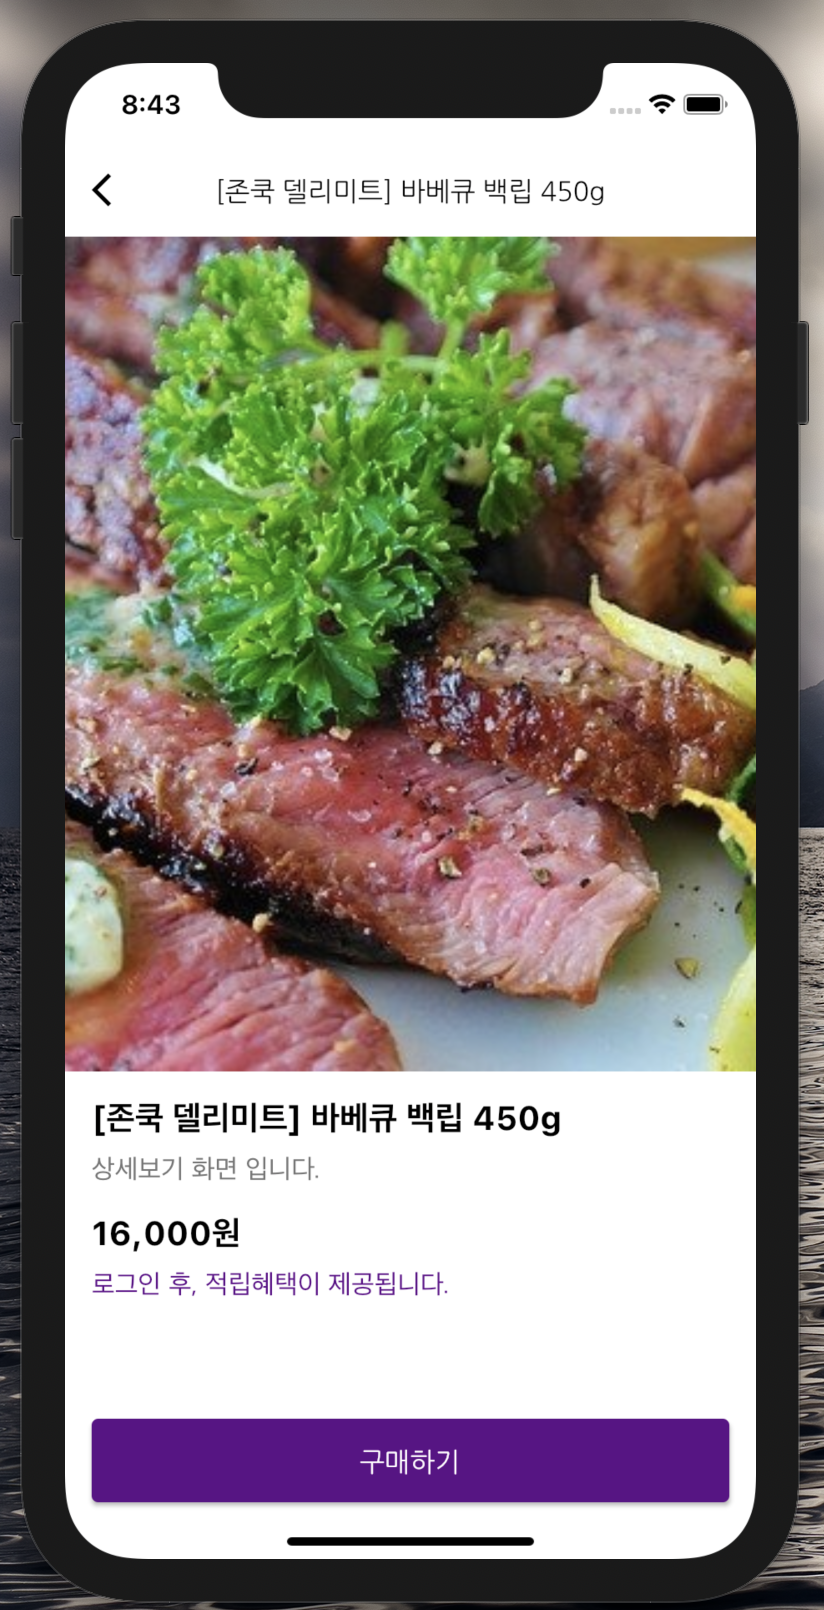 8:43
[존쿡 델리미트] 바베큐 백립 450g
[존쿡 델리미트] 바베큐 백립 450g
상세보기 화면 입니다.
16,000원
로그인 후, 적립혜택이 제공됩니다.
구매하기